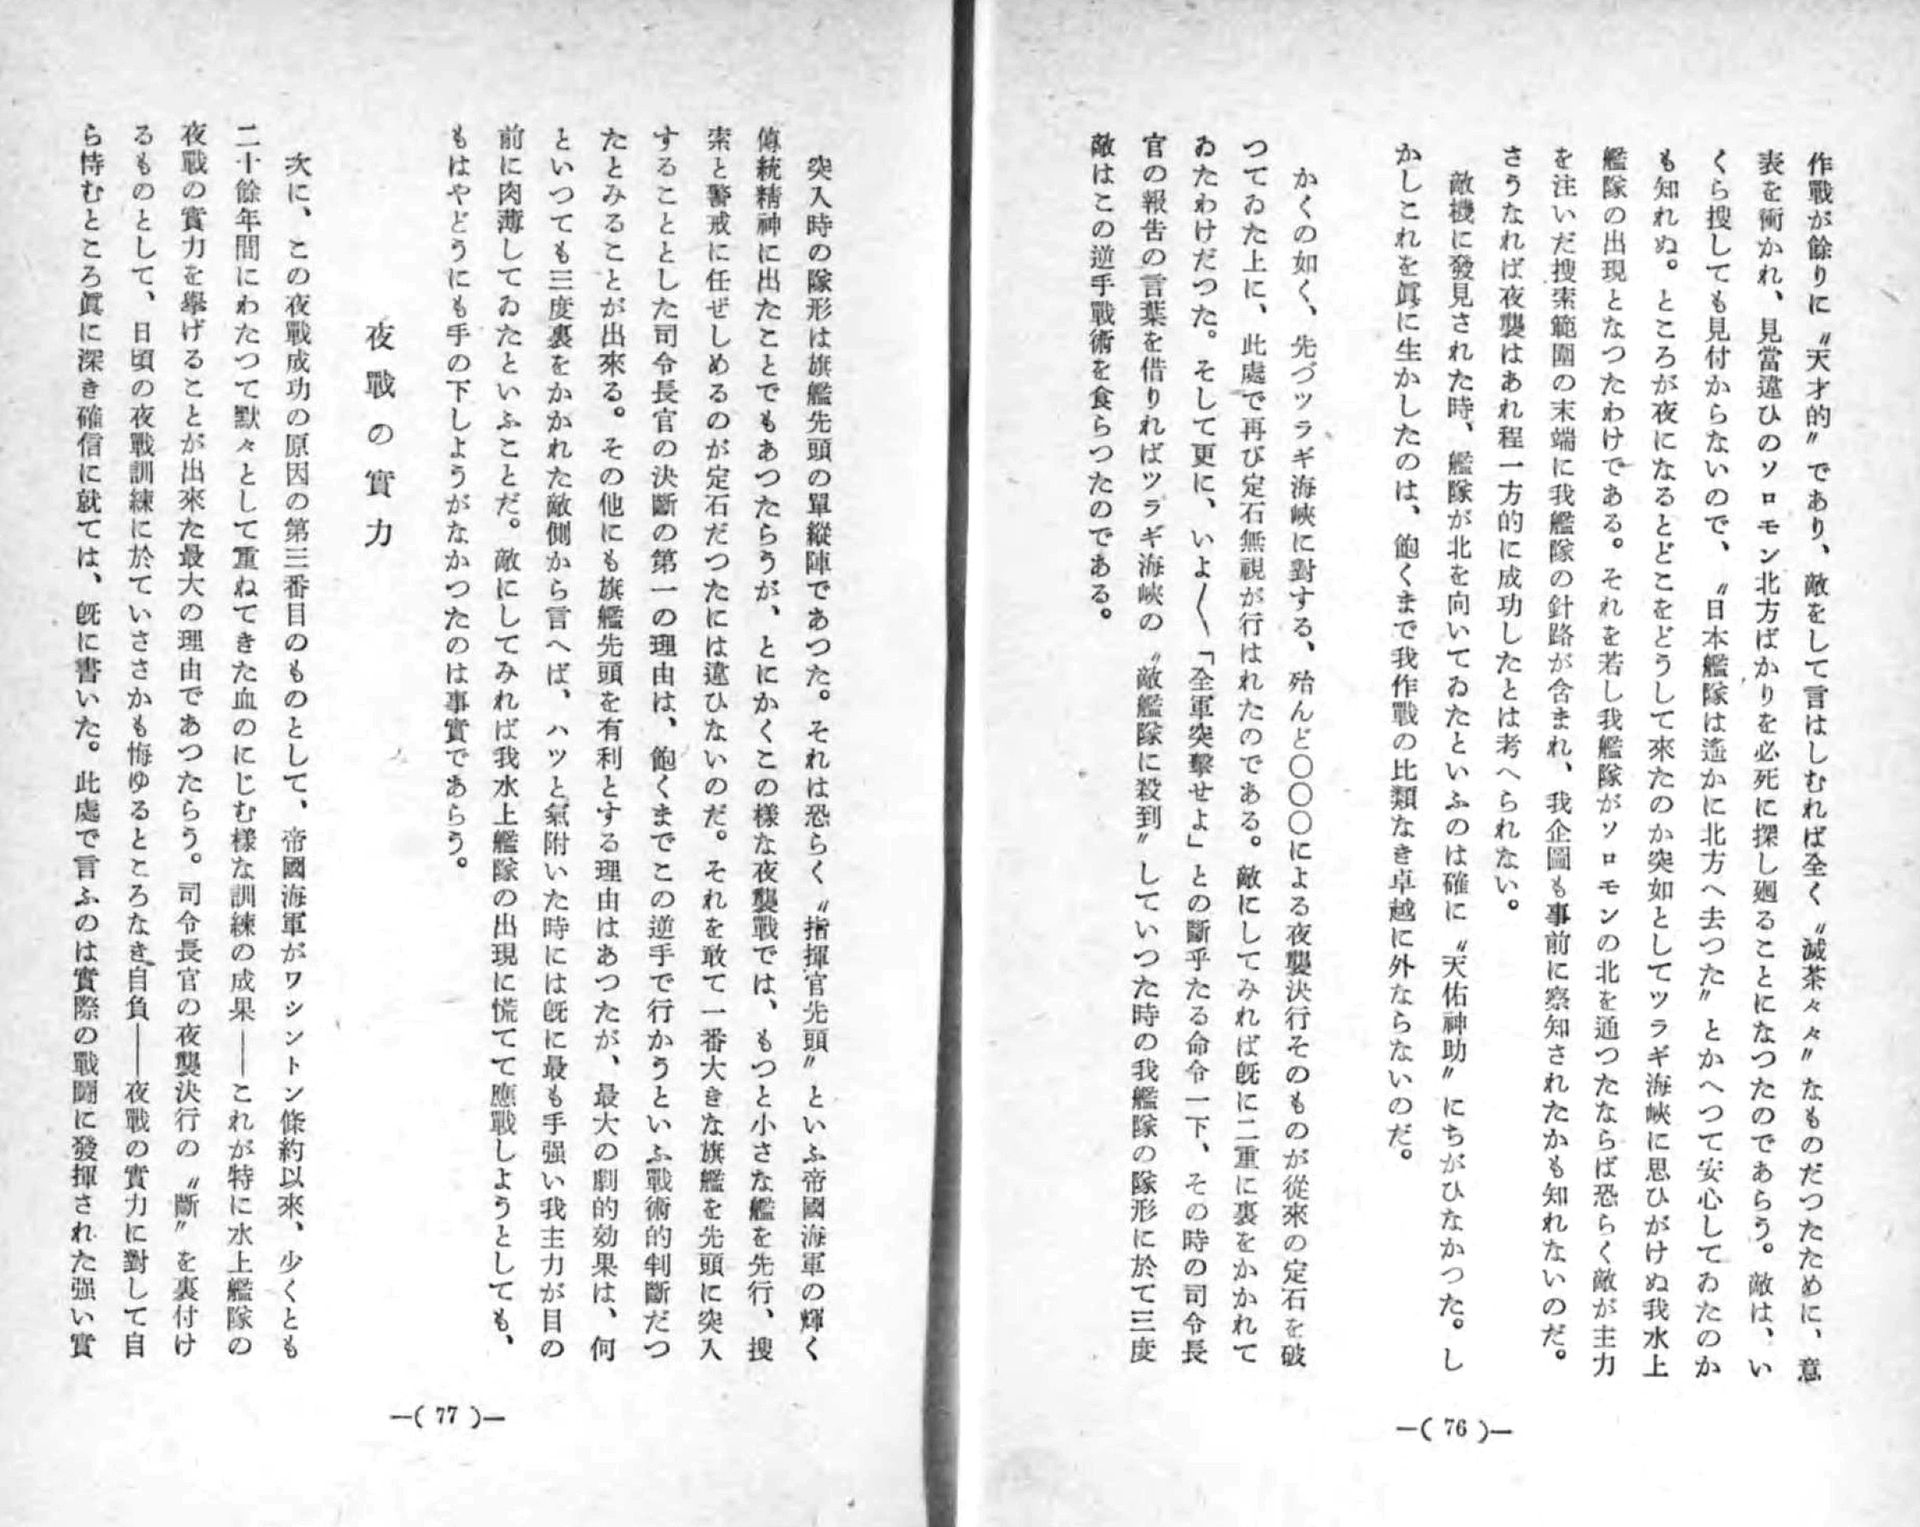 作戰が餘りに〝天才的〟であり、敵をして言はしむれば全く〝滅茶々々〟なものだつたために、意
表を衝かれ、見當違ひのソロモン北方ばかりを必死に探し廻ることになつたのであらう。敵は、い
くら搜しても見付からないので、〝日本艦隊は遙かに北方へ去つた〟とかへつて安心してゐたのか
も知れぬ。ところが夜になるとどこをどうして來たのか突如としてツラギ海峽に思ひがけぬ我水上
艦隊の出現となつたわけである。それを若し我艦隊がソロモンの北を通つたならば恐らく敵が主力
を注いだ搜索範圍の末端に我艦隊の針路が含まれ、我企圖も事前に察知されたかも知れないのだ。
さうなれば夜襲はあれ程一方的に成功したとは考へられない。
敵機に發見された時、艦隊が北を向いてゐたといふのは確に〝天佑神助〟にちがひなかつた。し
かしこれを眞に生かしたのは、飽くまで我作戰の比類なき卓越に外ならないのだ。
かくの如く、先づツラギ海峽に對する、殆んど〇〇〇〇による夜襲決行そのものが從來の定石を破
つてゐた上に、此處で再び定石無視が行はれたのである。敵にしてみれば旣に二重に裏をかかれて
ゐたわけだつた。そして更に、いよ〳〵「全軍突擊せよ」との斷乎たる命令一下、その時の司令長
官の報告の言葉を借りればツラギ海峽の〝敵艦隊に殺到〟していつた時の我艦隊の隊形に於て三度
敵はこの逆手戰術を食らつたのである。
—( 76 )—
突入時の隊形は旗艦先頭の單縱陣であつた。それは恐らく〝指揮官先頭〟といふ帝國海軍の輝く
傳統精神に出たことでもあつたらうが、とにかくこの樣な夜襲戰では、もつと小さな艦を先行、搜
索と警戒に任ぜしめるのが定石だつたには違ひないのだ。それを敢て一番大きな旗艦を先頭に突入
することとした司令長官の決斷の第一の理由は、飽くまでこの逆手で行かうといふ戰術的判斷だつ
たとみることが出來る。その他にも旗艦先頭を有利とする理由はあつたが、最大の劇的効果は、何
といつても三度裏をかかれた敵側から言へば、ハツと氣附いた時には旣に最も手强い我主力が目の
前に肉薄してゐたといふことだ。敵にしてみれば我水上艦隊の出現に慌てて應戰しようとしても、
もはやどうにも手の下しようがなかつたのは事實であらう。
夜戰の實力
次に、この夜戰成功の原因の第三番目のものとして、帝國海軍がワシントン條約以來、少くとも
二十餘年間にわたつて默々として重ねてきた血のにじむ樣な訓練の成果――これが特に水上艦隊の
夜戰の實力を擧げることが出來た最大の理由であつたらう。司令長官の夜襲決行の〝斷〟を裏付け
るものとして、日頃の夜戰訓練に於ていささかも悔ゆるところなき自負――夜戰の實力に對して自
ら恃むところ眞に深き確信に就ては、旣に書いた。此處で言ふのは實際の戰鬪に發揮された强い實
—( 77 )—